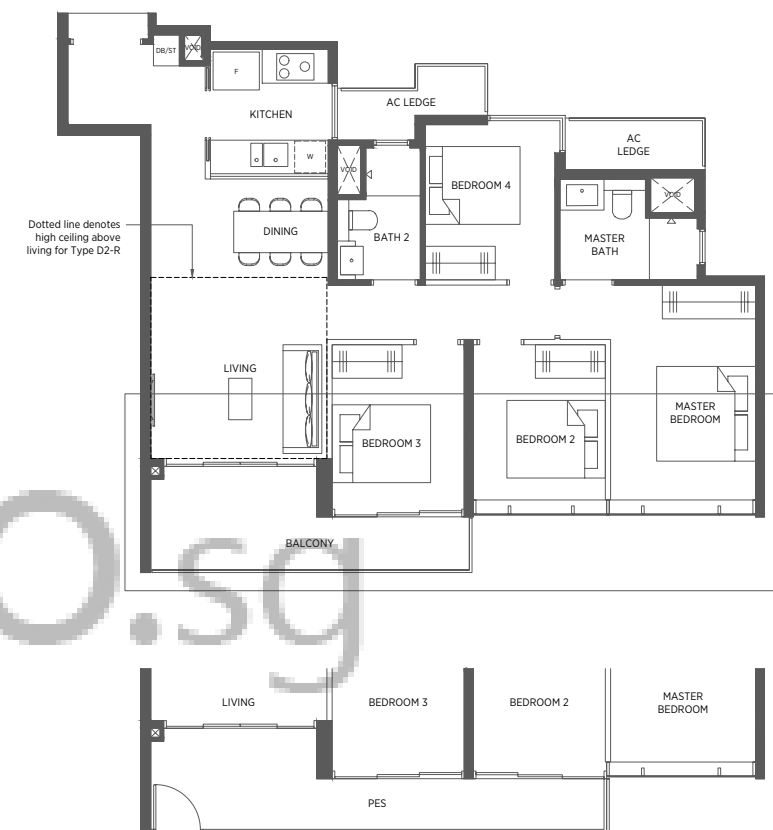 DB/ST
VOID
F
KITCHEN
AC LEDGE
AC
LEDGE
W
VOID
BEDROOM 4
VOID
Dotted line denotes
high ceiling above
living for Type D2-R
DINING
BATH 2
MASTER
BATH
LIVING
BEDROOM 3
BEDROOM 2
MASTER
BEDROOM
BALCONY
o.sg
LIVING
BEDROOM 3
BEDROOM 2
MASTER
BEDROOM
PES